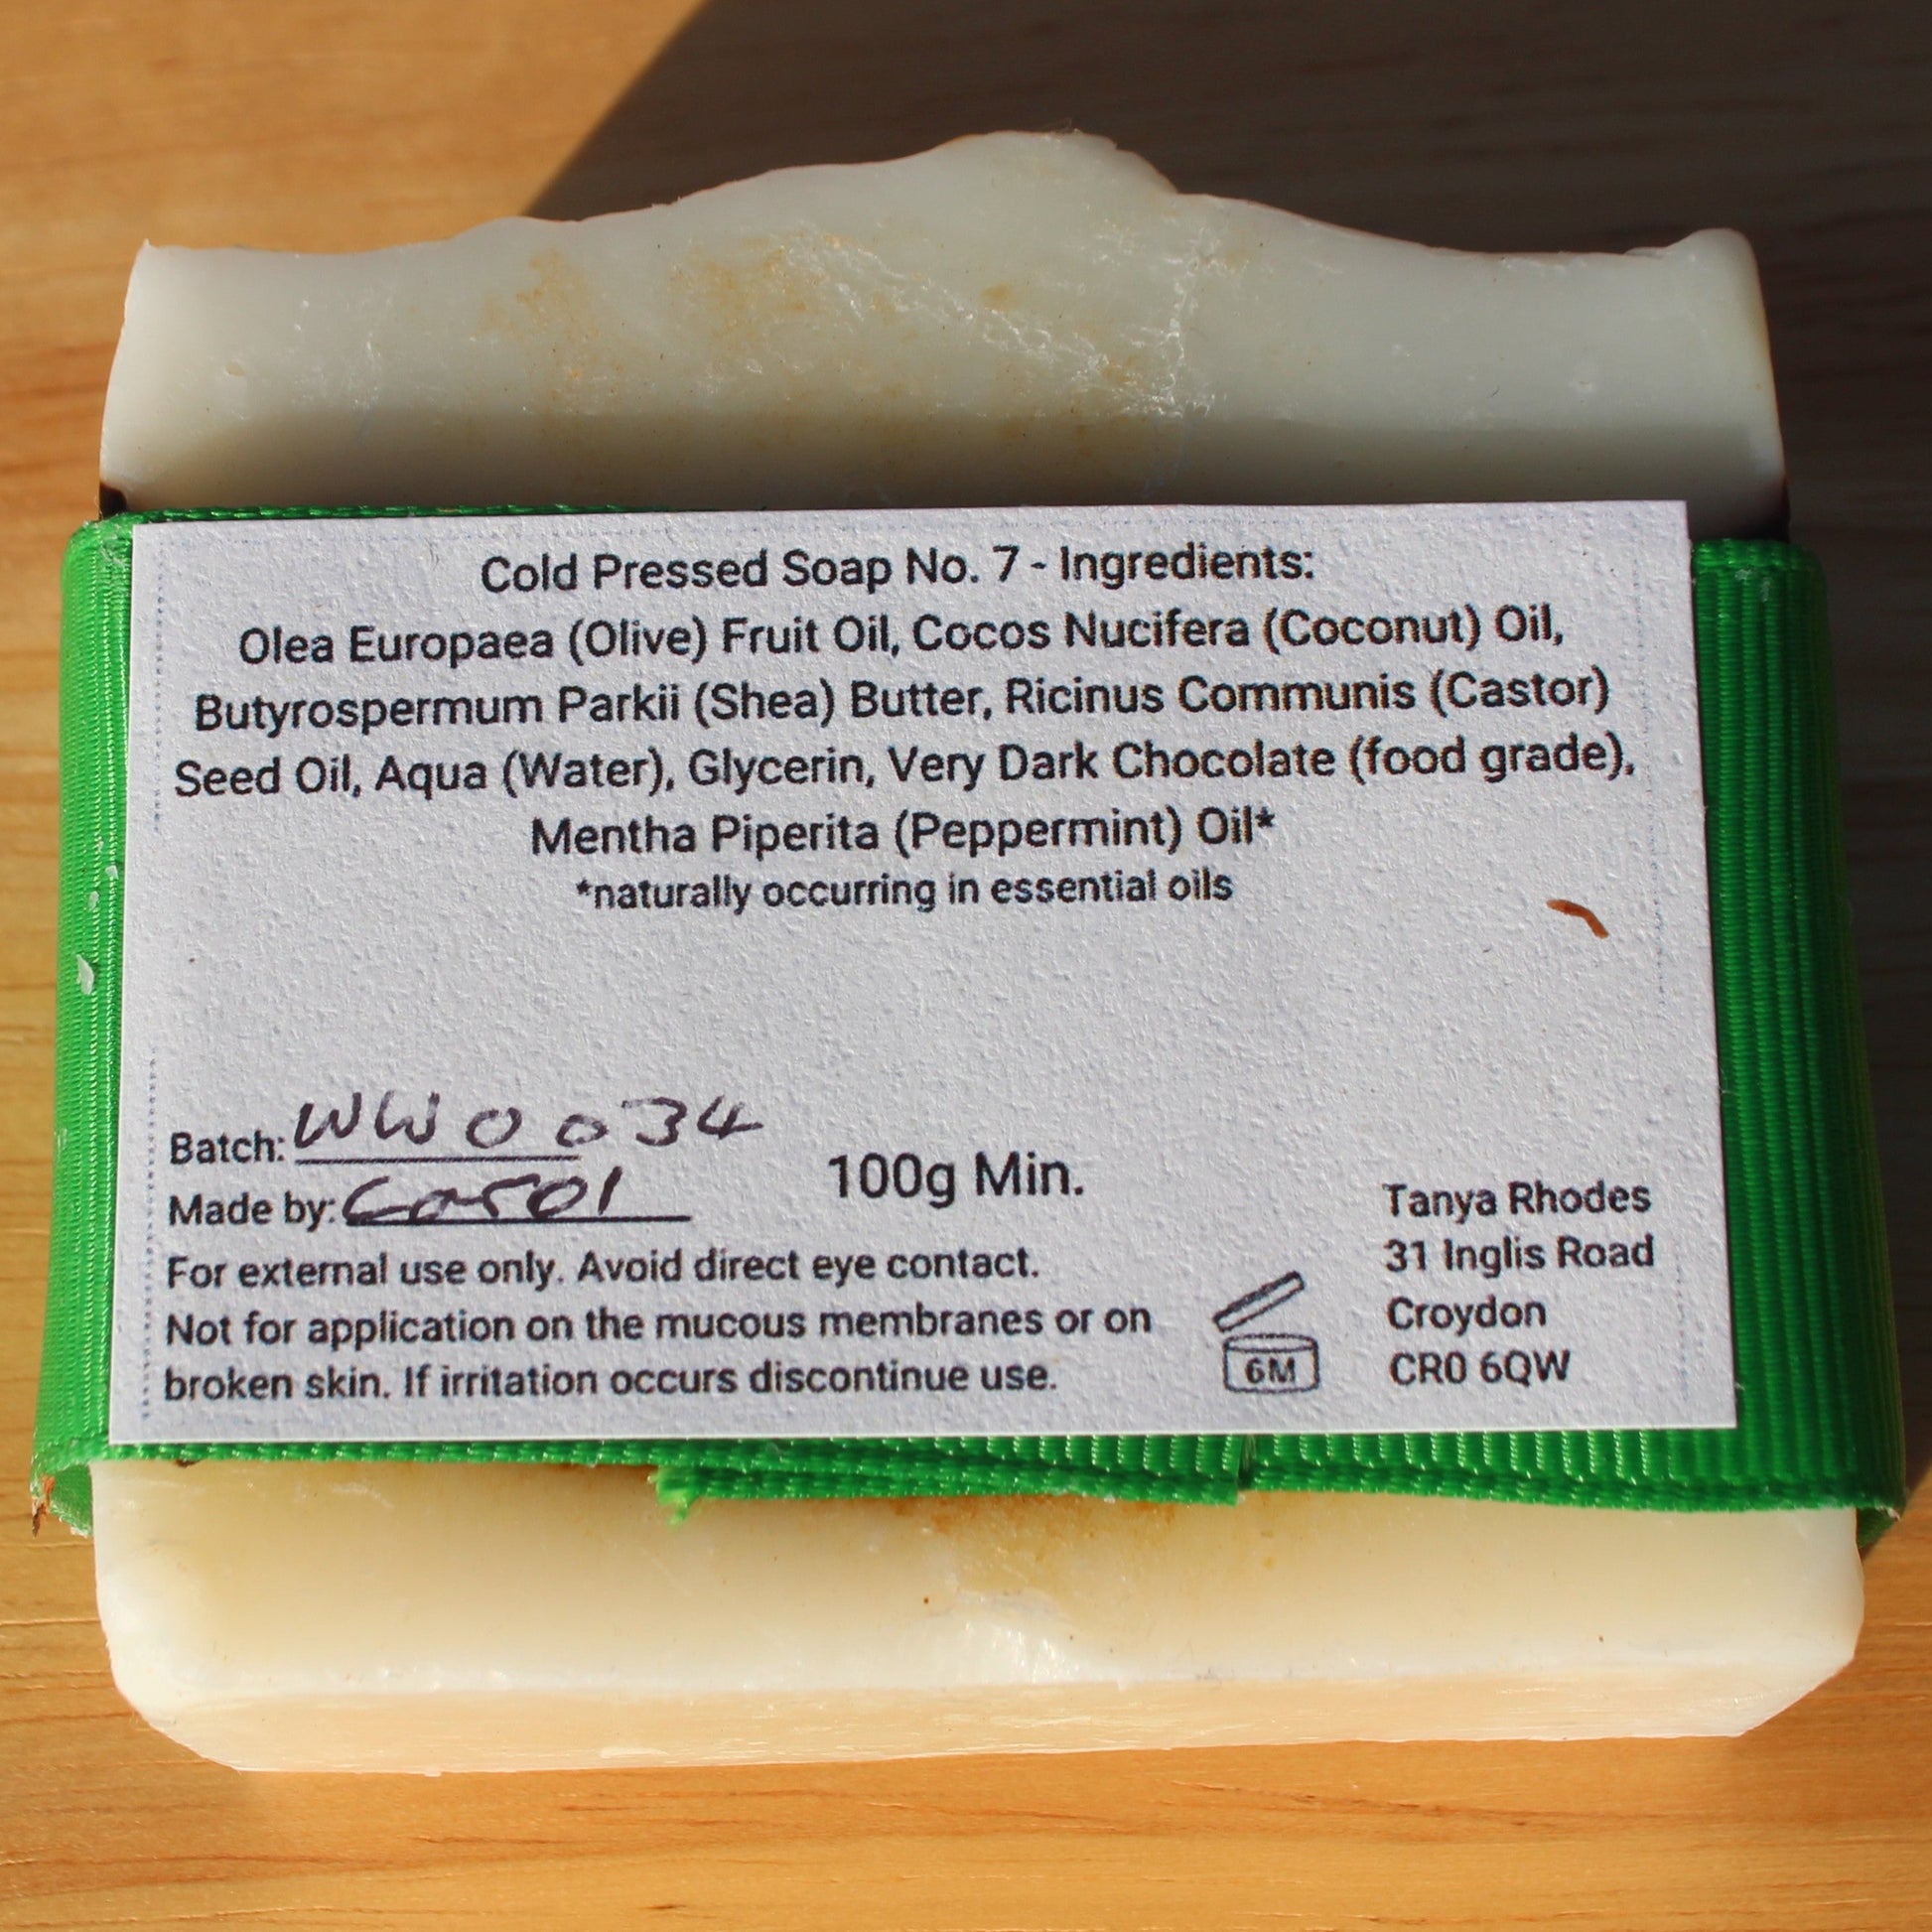 Cold Pressed Soap No. 7 - Ingredients:
Olea Europaea (Olive) Fruit Oil, Cocos Nucifera (Coconut) Oil,
Butyrospermum Parkii (Shea) Butter, Ricinus Communis (Castor)
Seed Oil, Aqua (Water), Glycerin, Very Dark Chocolate (food grade),
Mentha Piperita (Peppermint) Oil*
*naturally occurring in essential oils
Batch: WW0034
Made by: Carol
100g Min.
For external use only. Avoid direct eye contact.
Not for application on the mucous membranes or on
broken skin. If irritation occurs discontinue use.
6M
Tanya Rhodes
31 Inglis Road
Croydon
CR0 6QW